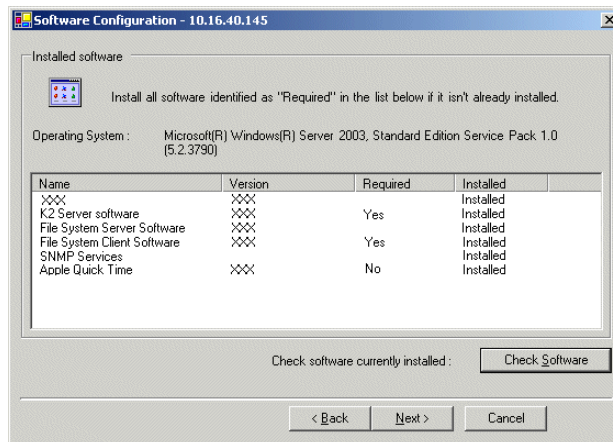 Software Configuration - 10.16.40.145
Installed software
Install all software identified as "Required" in the list below if it isn't already installed.
Operating System : Microsoft(R) Windows(R) Server 2003, Standard Edition Service Pack 1.0
(5.2.3790)
Name Version Required Installed
XXX XXX Installed
K2 Server software XXX Yes Installed
File System Server Software XXX Installed
File System Client Software XXX Yes Installed
SNMP Services Installed
Apple Quick Time XXX No Installed
Check software currently installed : Check Software
< Back Next > Cancel